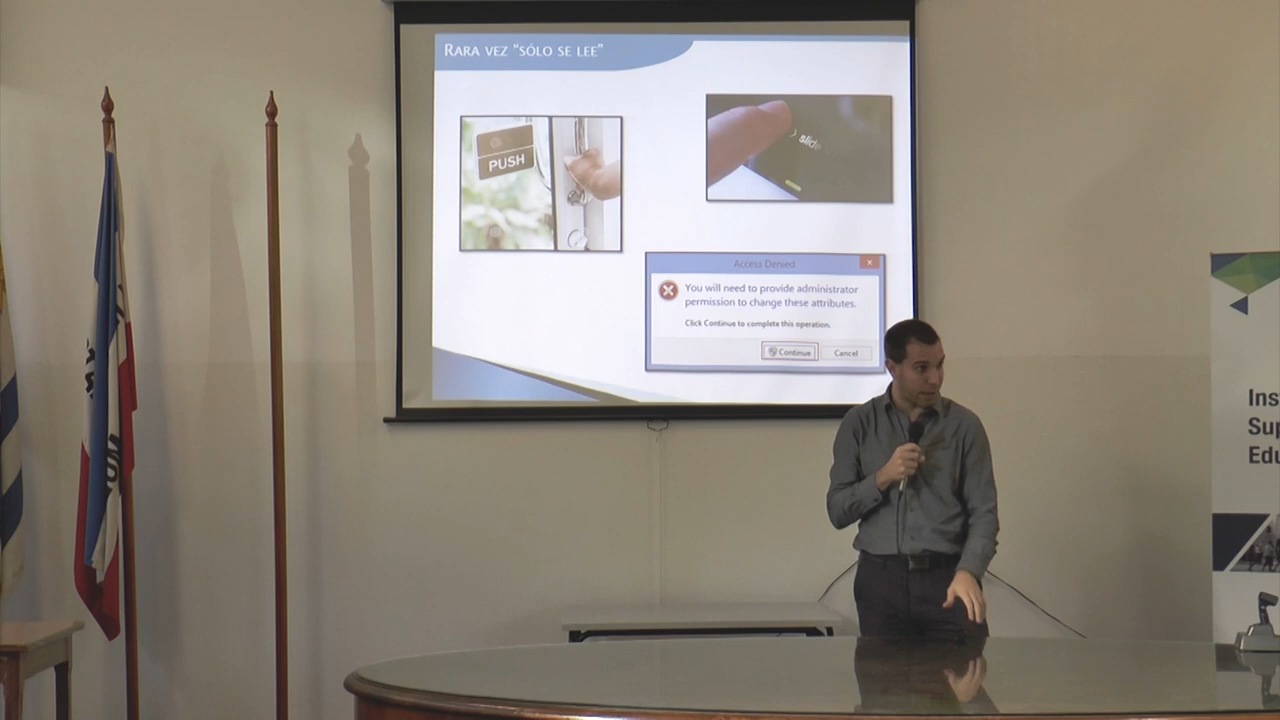 RARA VEZ “SÓLO SE LEE”
PUSH
slide
Access Denied
You will need to provide administrator
permission to change these attributes.
Click Continue to complete this operation.
Continue
Cancel
Ins
Sup
Edu